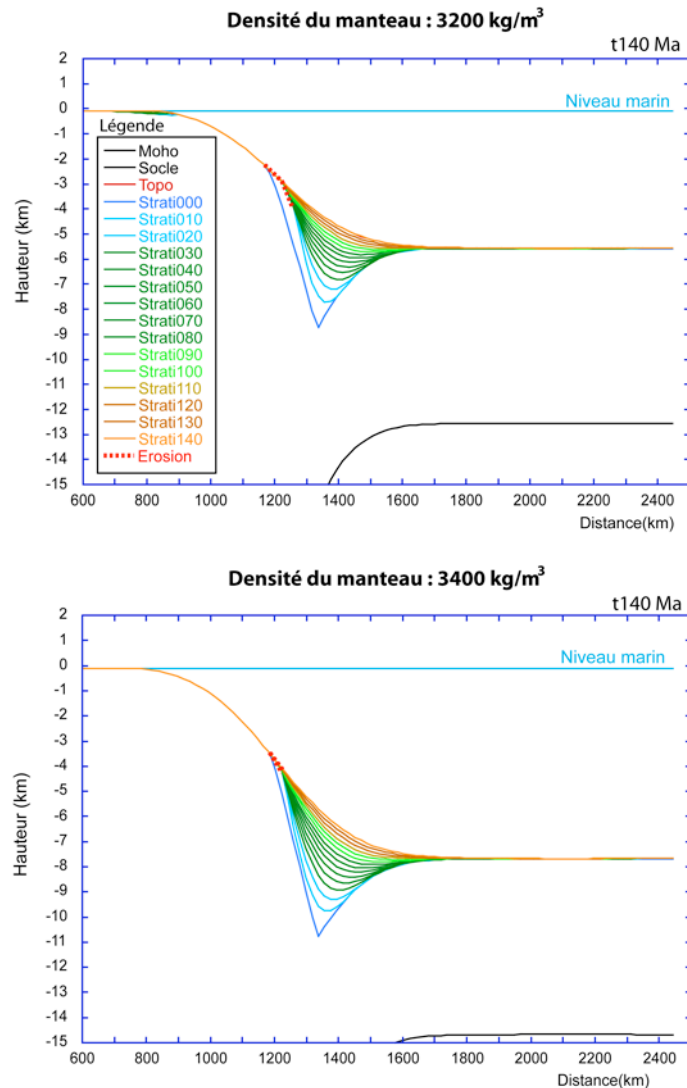 Densité du manteau : 3200 kg/m³
t140 Ma
2
1
0
-1
-2
-3
-4
-5
-6
-7
-8
-9
-10
-11
-12
-13
-14
-15
Hauteur (km)
Niveau marin
Légende
Moho
Socle
Topo
Strati000
Strati010
Strati020
Strati030
Strati040
Strati050
Strati060
Strati070
Strati080
Strati090
Strati100
Strati110
Strati120
Strati130
Strati140
Erosion
600 800 1000 1200 1400 1600 1800 2000 2200 2400
Distance(km)
Densité du manteau : 3400 kg/m³
t140 Ma
2
1
0
-1
-2
-3
-4
-5
-6
-7
-8
-9
-10
-11
-12
-13
-14
-15
Hauteur (km)
Niveau marin
600 800 1000 1200 1400 1600 1800 2000 2200 2400
Distance(km)